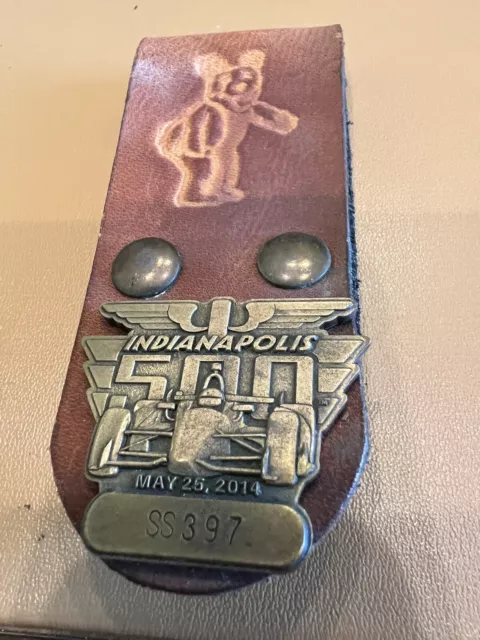 INDIANAPOLIS
500
MAY 25, 2014
SS397